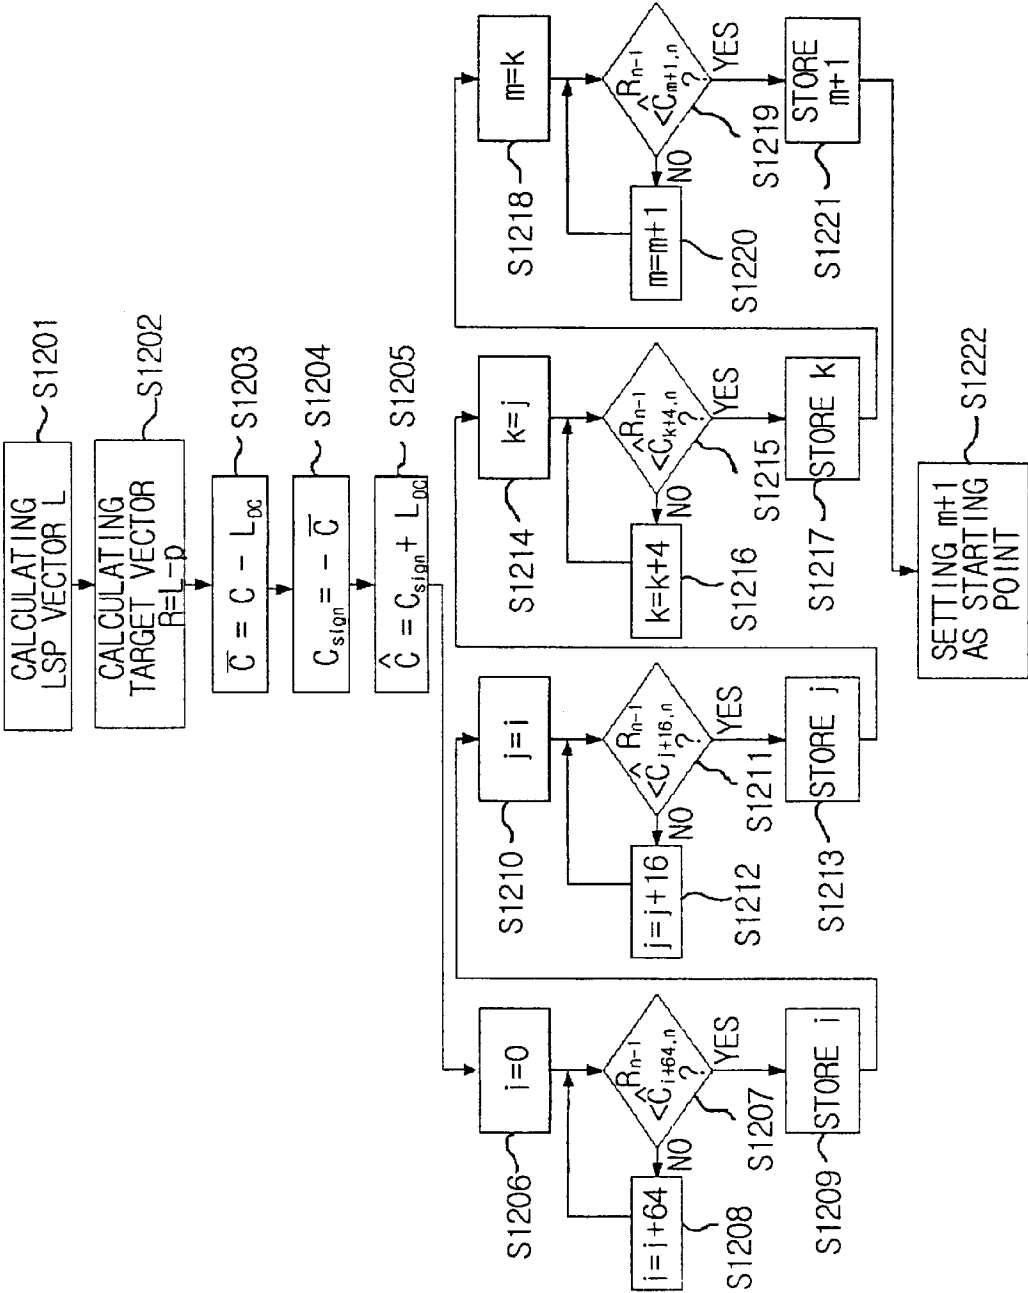 CALCULATING
LSP VECTOR L
S1201
CALCULATING
TARGET VECTOR
R=L-p
S1202
C̅ = C - L_DC
S1203
C_sign = - C̅
S1204
Ĉ = C_sign + L_DC
S1205
i=0
S1206
R_n-1
<Ĉ_i+64,n
?
S1207
NO
YES
i=i+64
S1208
STORE i
S1209
j=i
S1210
R_n-1
<Ĉ_j+16,n
?
S1211
NO
YES
j=j+16
S1212
STORE j
S1213
k=j
S1214
R_n-1
<Ĉ_k+4,n
?
S1215
NO
YES
k=k+4
S1216
STORE k
S1217
m=k
S1218
R_n-1
<Ĉ_m+1,n
?
S1219
NO
YES
m=m+1
S1220
STORE
m+1
S1221
SETTING m+1
AS STARTING
POINT
S1222